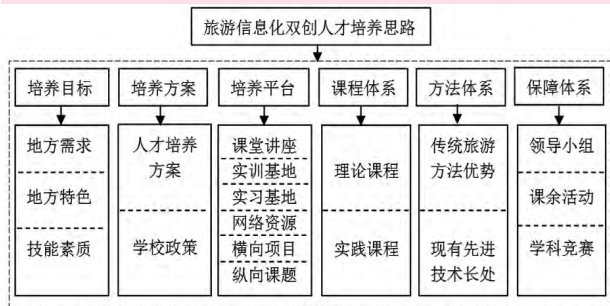 旅游信息化双创人才培养思路
培养目标
培养方案
培养平台
课程体系
方法体系
保障体系
地方需求
地方特色
技能素质
人才培养
方案
学校政策
课堂讲座
实训基地
实习基地
网络资源
横向项目
纵向课题
理论课程
实践课程
传统旅游
方法优势
现有先进
技术长处
领导小组
课余活动
学科竞赛